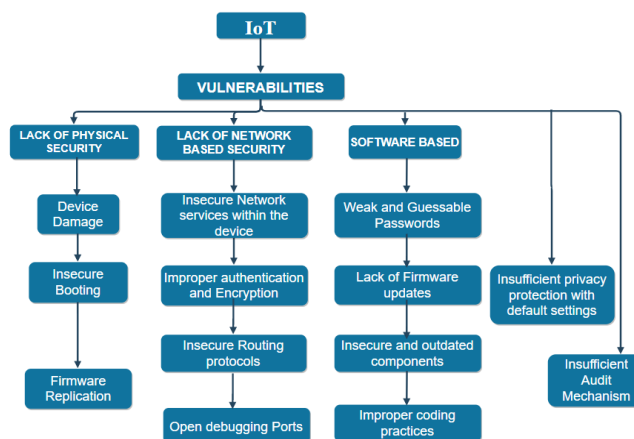 IoT
VULNERABILITIES
LACK OF PHYSICAL
SECURITY
Device
Damage
Insecure
Booting
Firmware
Replication
LACK OF NETWORK
BASED SECURITY
Insecure Network
services within the
device
Improper authentication
and Encryption
Insecure Routing
protocols
Open debugging Ports
SOFTWARE BASED
Weak and Guessable
Passwords
Lack of Firmware
updates
Insecure and outdated
components
Improper coding
practices
Insufficient privacy
protection with
default settings
Insufficient
Audit
Mechanism